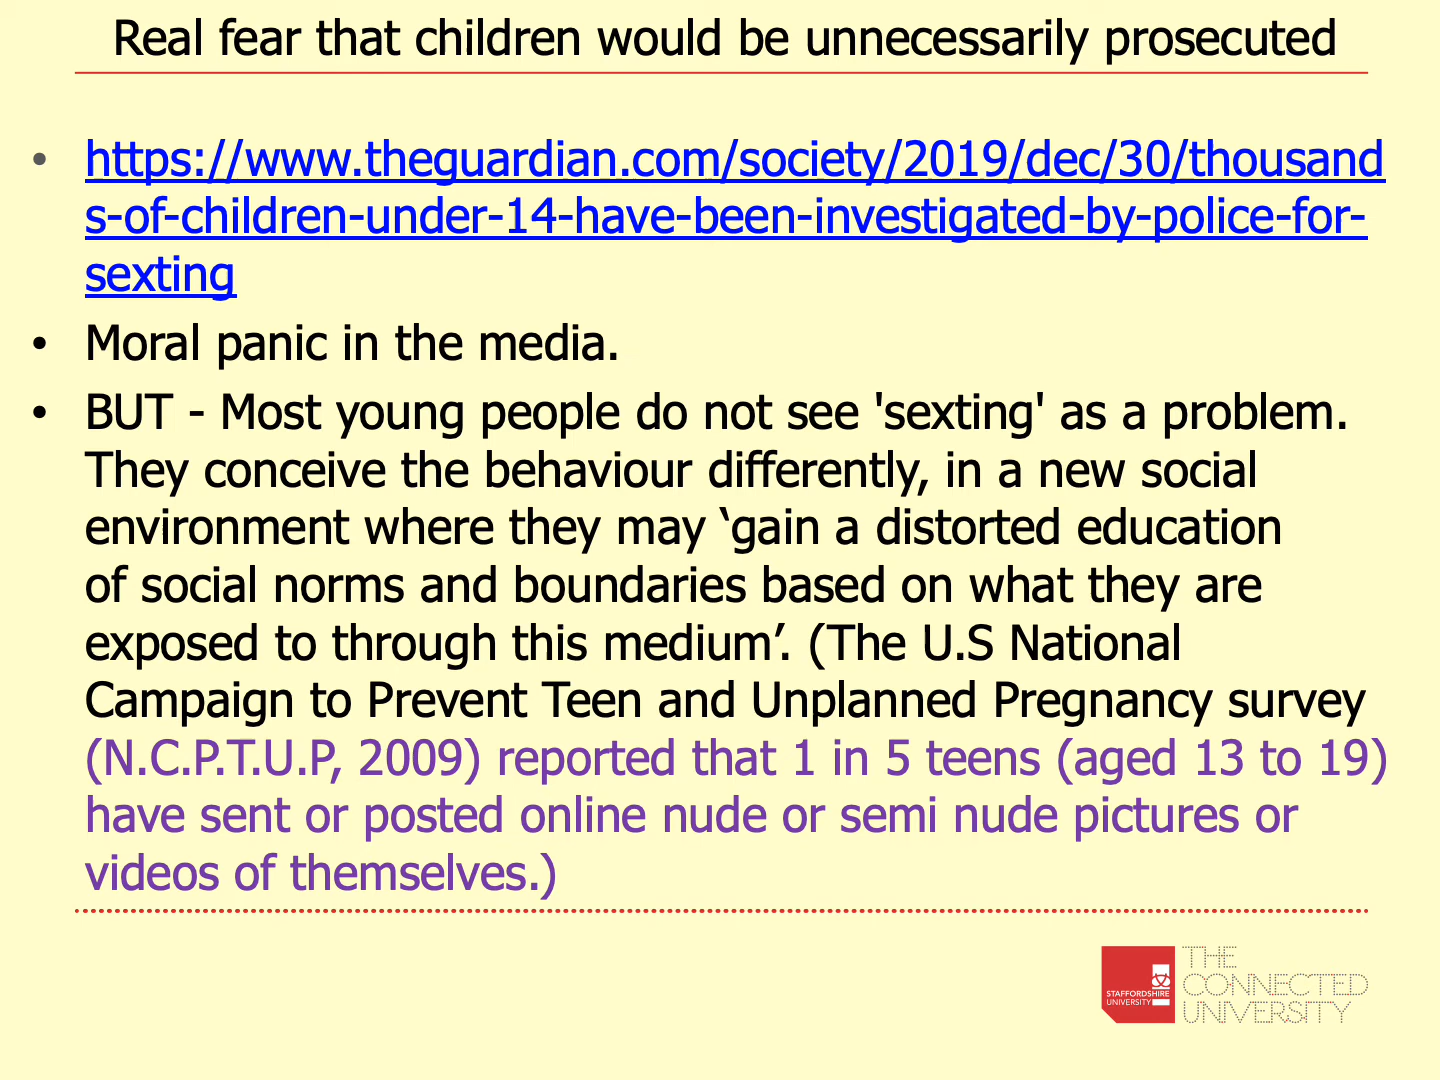 Real fear that children would be unnecessarily prosecuted
• https://www.theguardian.com/society/2019/dec/30/thousand
s-of-children-under-14-have-been-investigated-by-police-for-
sexting
• Moral panic in the media.
• BUT - Most young people do not see 'sexting' as a problem.
They conceive the behaviour differently, in a new social
environment where they may ‘gain a distorted education
of social norms and boundaries based on what they are
exposed to through this medium’. (The U.S National
Campaign to Prevent Teen and Unplanned Pregnancy survey
(N.C.P.T.U.P, 2009) reported that 1 in 5 teens (aged 13 to 19)
have sent or posted online nude or semi nude pictures or
videos of themselves.)
STAFFORDSHIRE
UNIVERSITY
THE
CONNECTED
UNIVERSITY